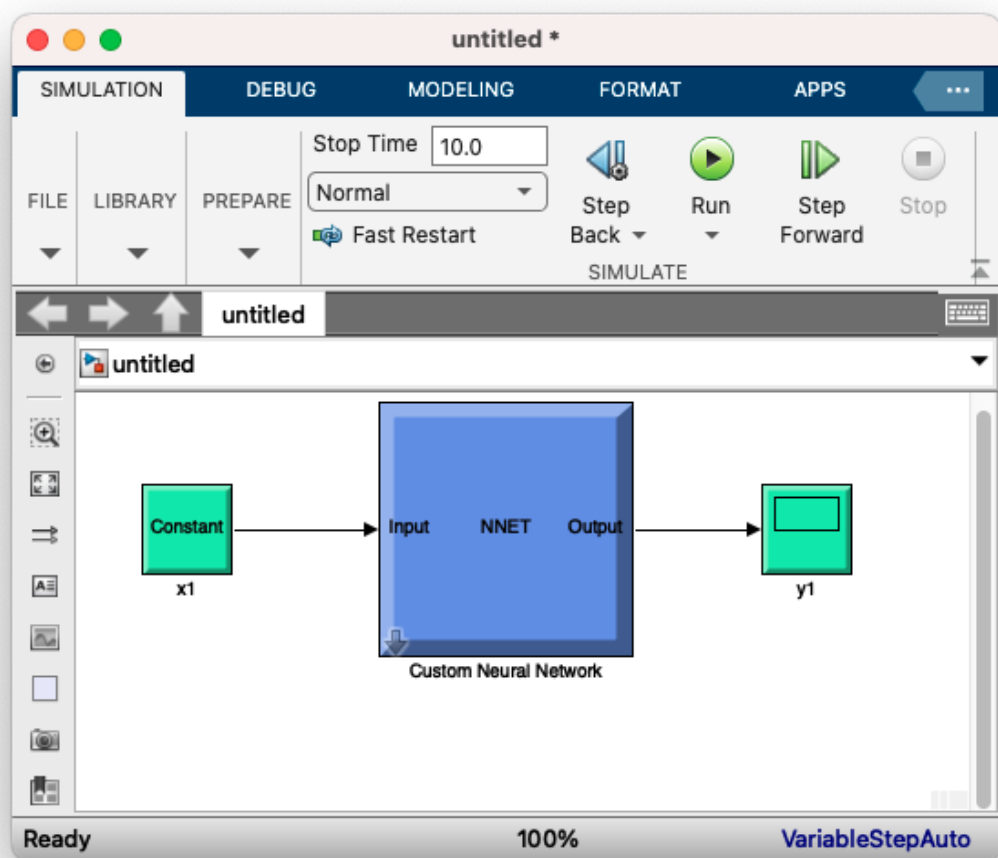 untitled *
SIMULATION DEBUG MODELING FORMAT APPS ...
Stop Time 10.0
FILE LIBRARY PREPARE Normal Step Back Run Step Forward Stop
Fast Restart
SIMULATE
untitled
untitled
Constant
x1
Input NNET Output
Custom Neural Network
y1
Ready 100% VariableStepAuto